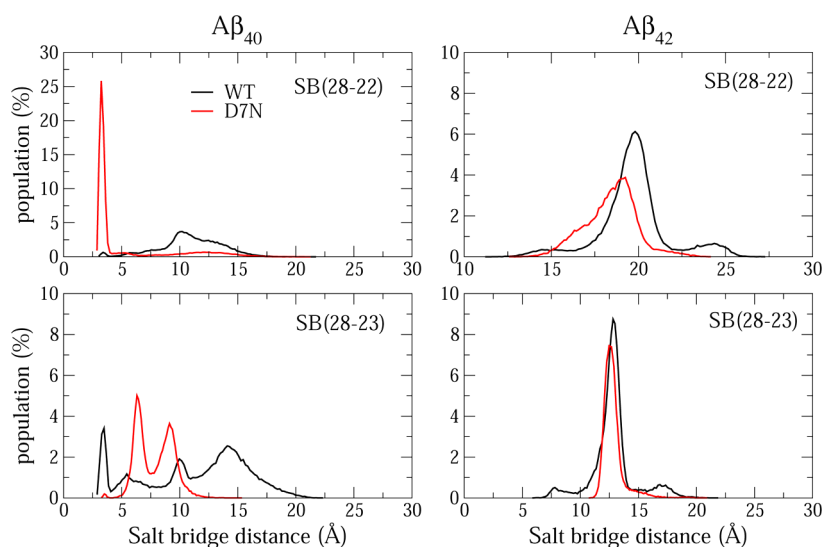 Aβ40 Aβ42
30 10
25 SB(28-22) 8 SB(28-22)
WT
D7N
20
15 6
10 4
5 2
0 0
0 5 10 15 20 25 30 10 15 20 25 30
population (%)
10 10
8 SB(28-23) 8 SB(28-23)
6 6
4 4
2 2
0 0
0 5 10 15 20 25 30 0 5 10 15 20 25 30
population (%)
Salt bridge distance (Å) Salt bridge distance (Å)